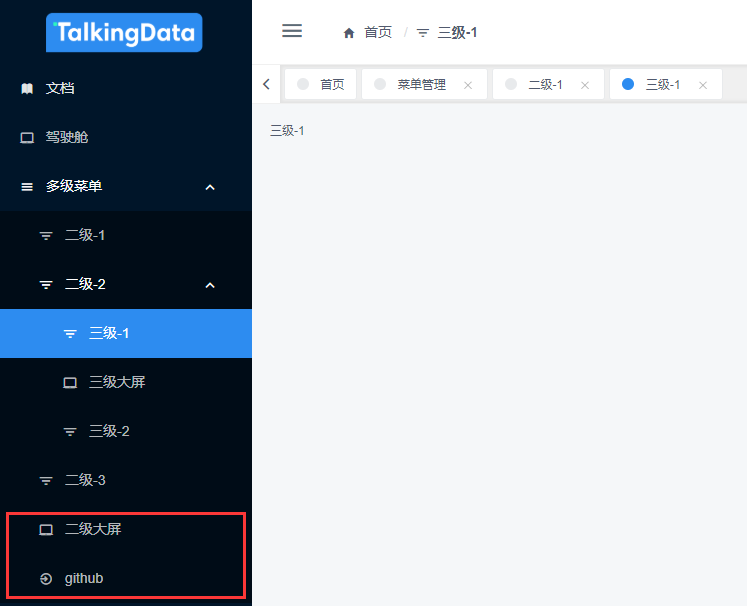 TalkingData
文档
驾驶舱
多级菜单
二级-1
二级-2
三级-1
三级大屏
三级-2
二级-3
二级大屏
github
首页 / 三级-1
首页 菜单管理 二级-1 三级-1
三级-1